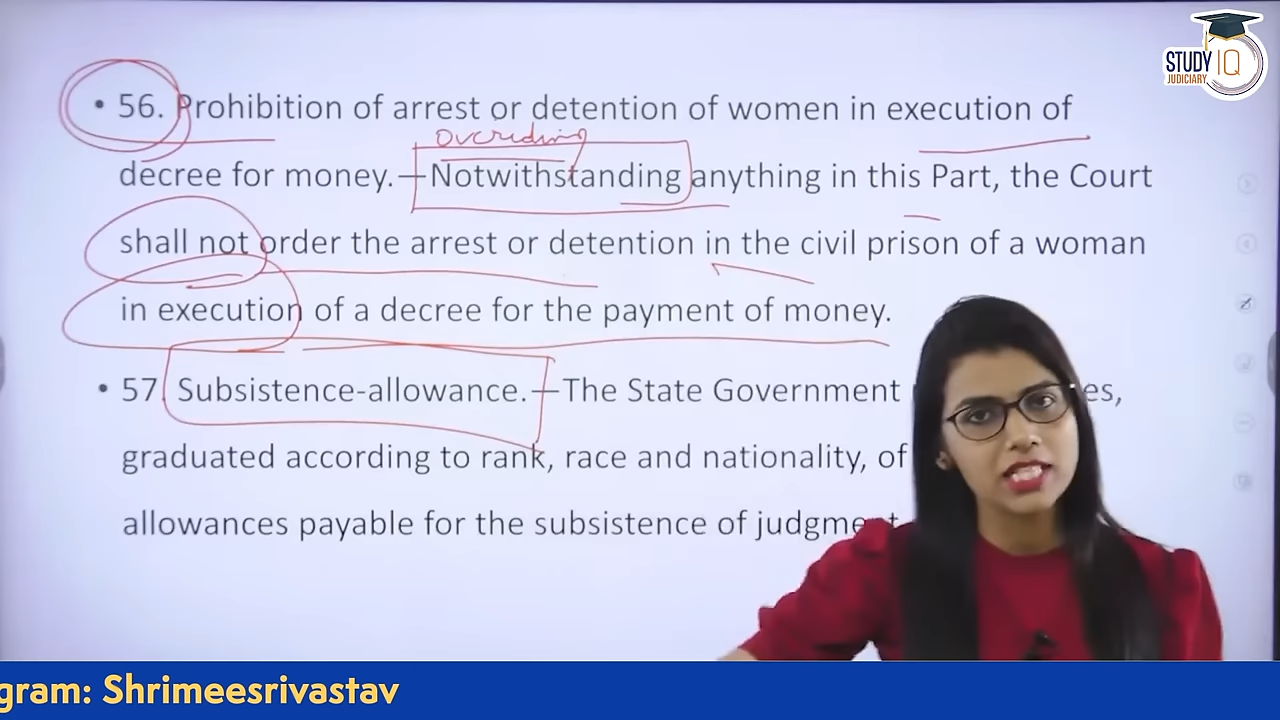 STUDY IQ
JUDICIARY
• 56. Prohibition of arrest or detention of women in execution of
overriding
decree for money.—Notwithstanding anything in this Part, the Court
shall not order the arrest or detention in the civil prison of a woman
in execution of a decree for the payment of money.
• 57. Subsistence-allowance.—The State Government
graduated according to rank, race and nationality, of
allowances payable for the subsistence of judgment
gram: Shrimeesrivastav